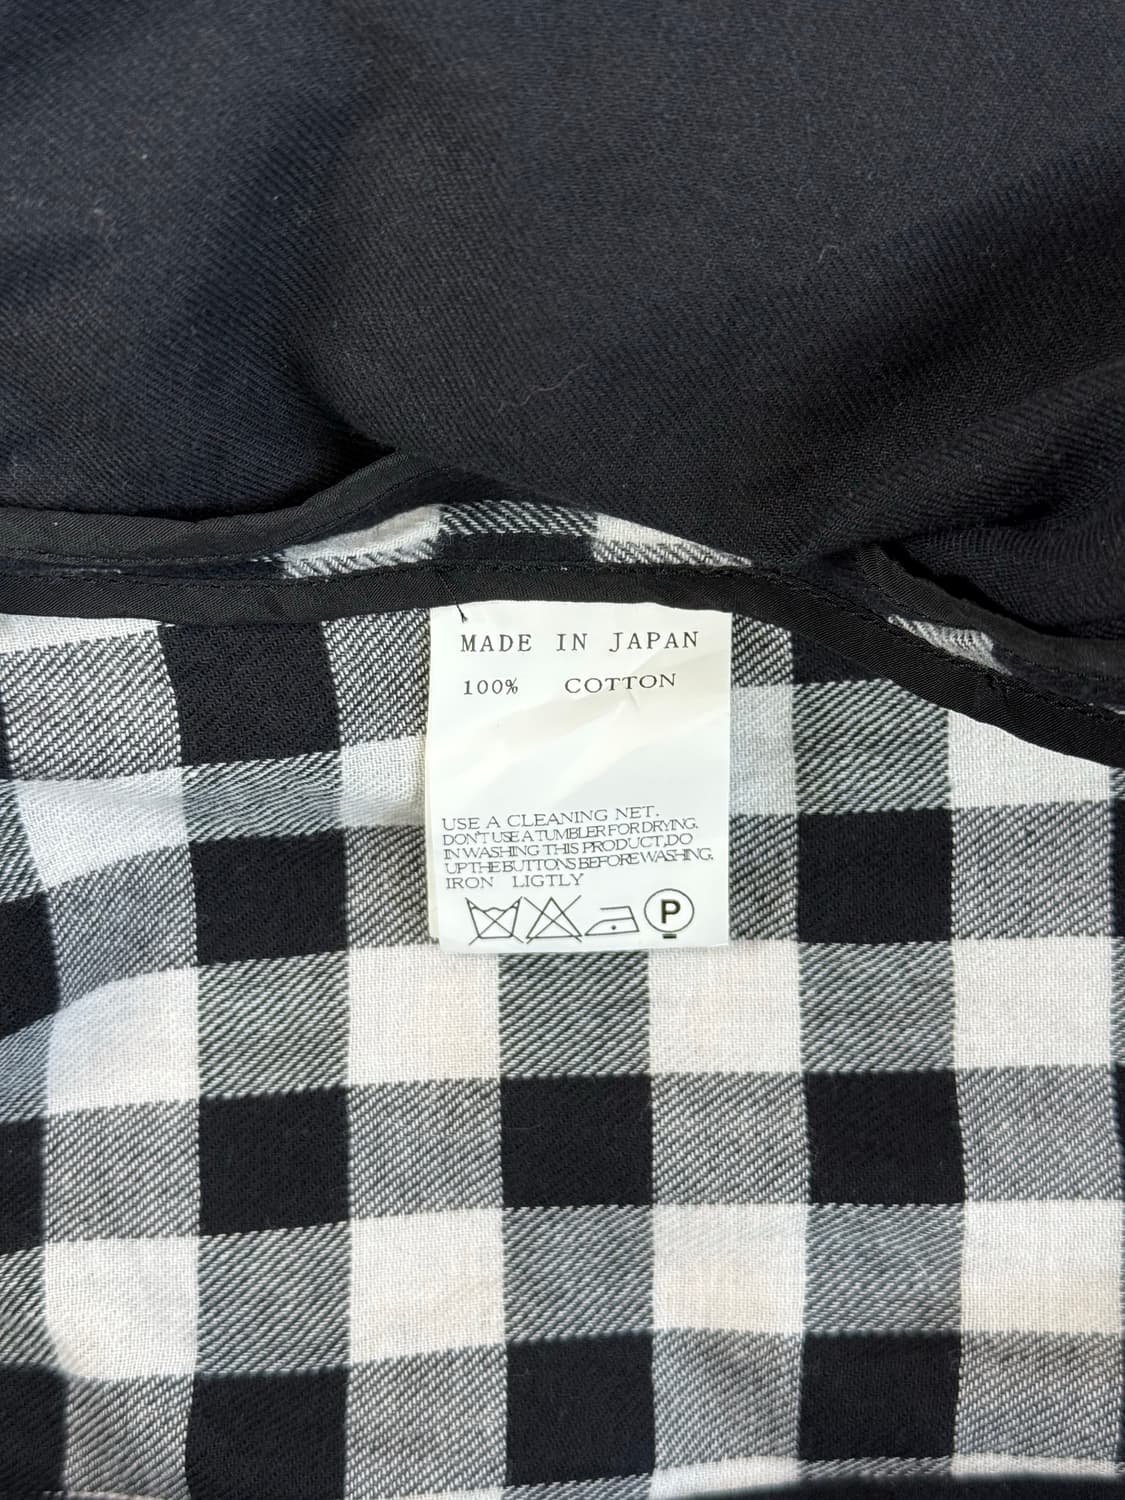 MADE IN JAPAN
100% COTTON
USE A CLEANING NET.
DON'T USE A TUMBLER FOR DRYING.
IN WASHING THIS PRODUCT,DO
UP THE BUTTONS BEFORE WASHING.
IRON LIGTLY
P